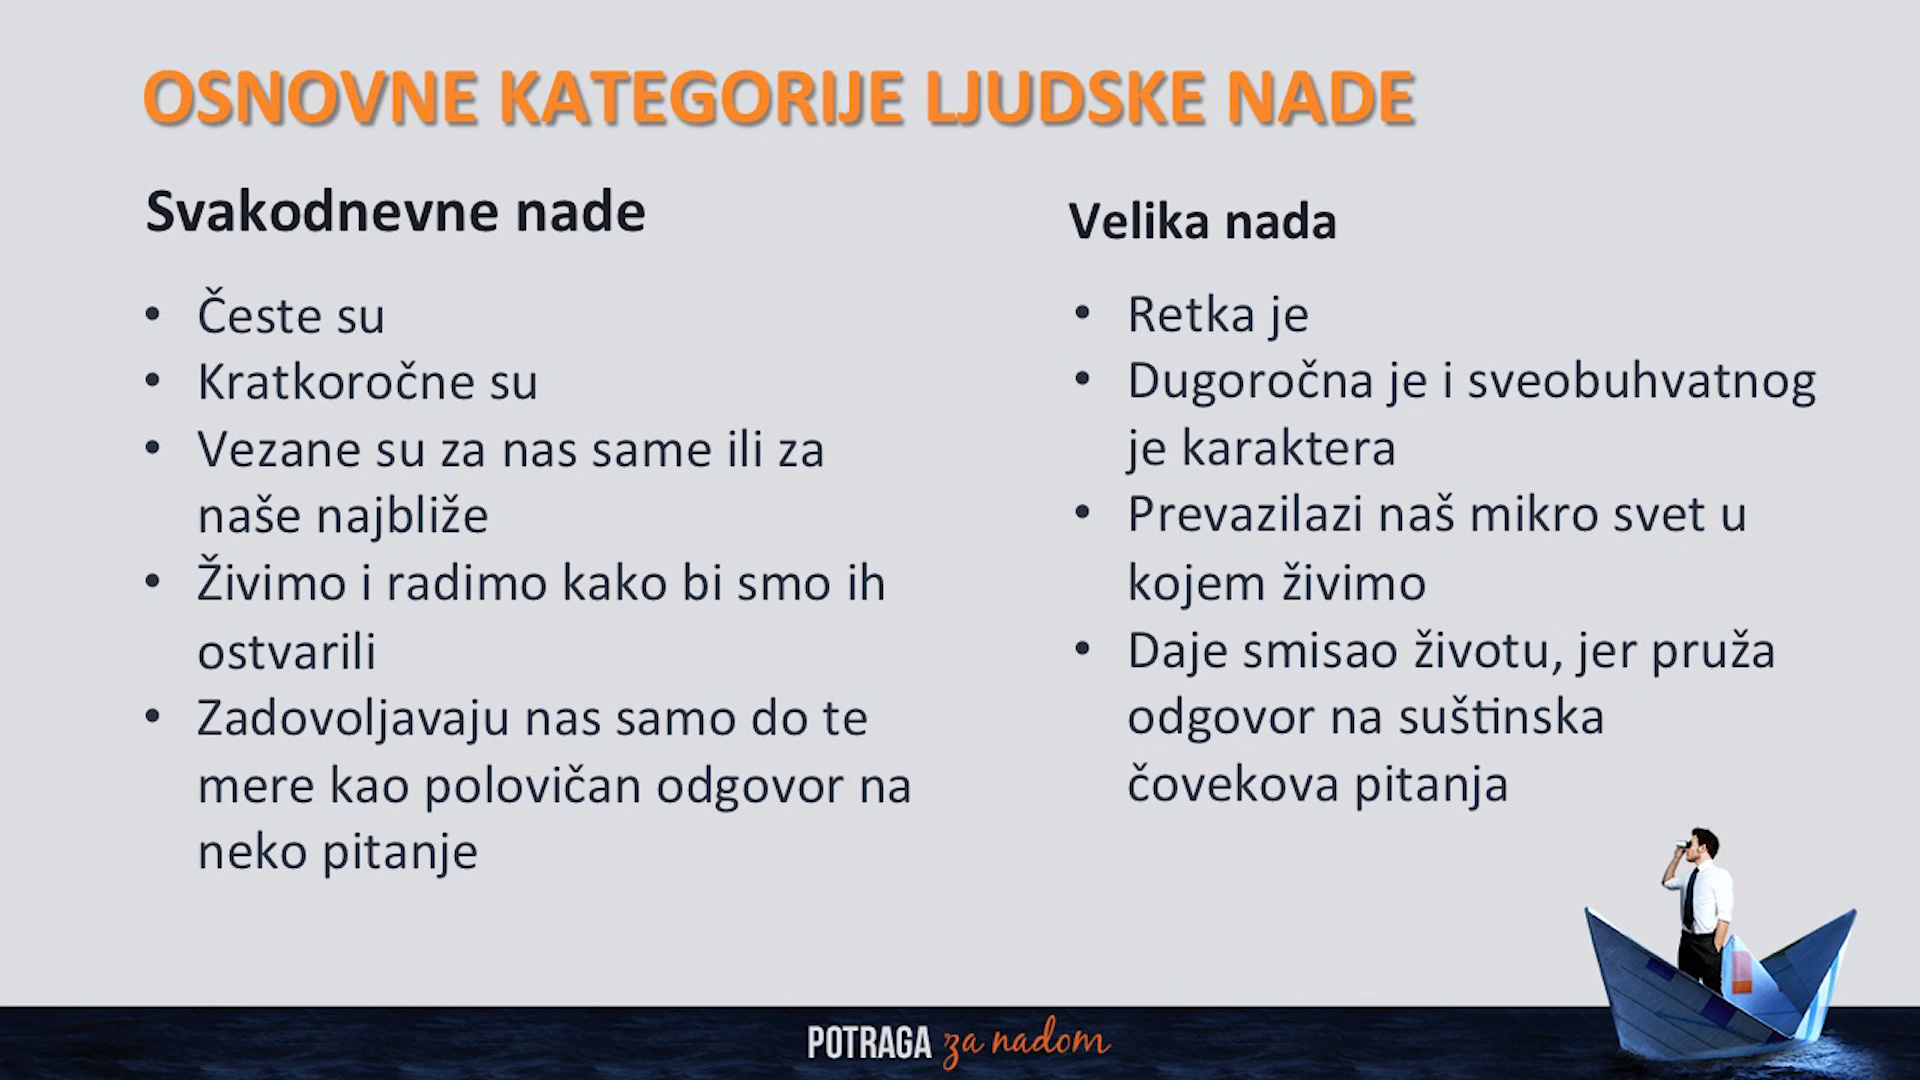 OSNOVNE KATEGORIJE LJUDSKE NADE
Svakodnevne nade
• Česte su
• Kratkoročne su
• Vezane su za nas same ili za
naše najbliže
• Živimo i radimo kako bi smo ih
ostvarili
• Zadovoljavaju nas samo do te
mere kao polovičan odgovor na
neko pitanje
Velika nada
• Retka je
• Dugoročna je i sveobuhvatnog
je karaktera
• Prevazilazi naš mikro svet u
kojem živimo
• Daje smisao životu, jer pruža
odgovor na suštinska
čovekova pitanja
POTRAGA za nadom